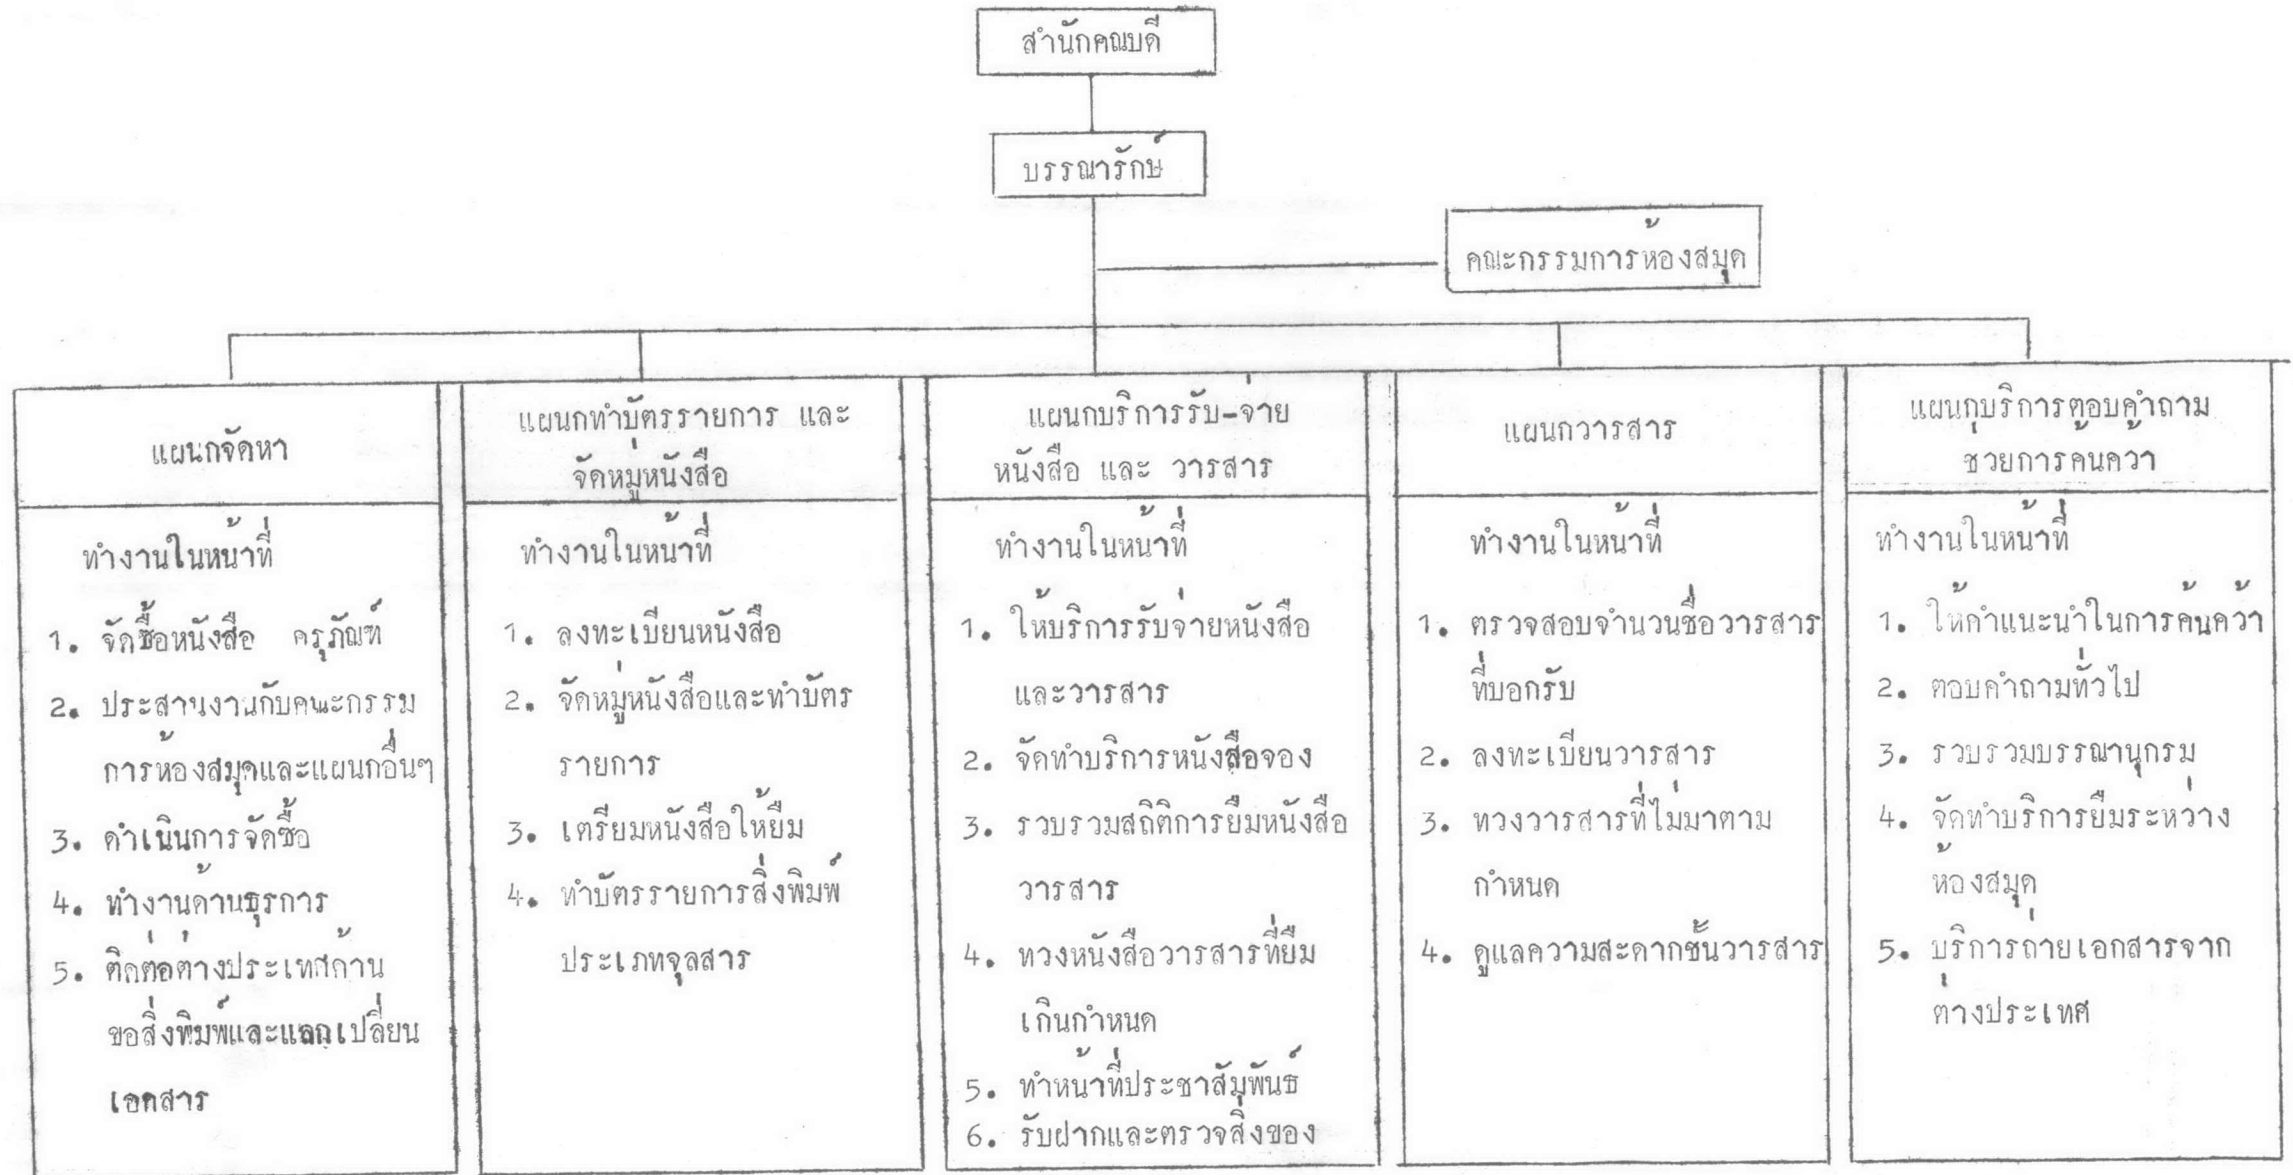 สำนักคณบดี
บรรณารักษ์
คณะกรรมการห้องสมุด
แผนกจัดหา
ทำงานในหน้าที่
1. จัดซื้อหนังสือ ครุภัณฑ์
2. ประสานงานกับคณะกรรม
การห้องสมุดและแผนกอื่นๆ
3. ดำเนินการจัดซื้อ
4. ทำงานด้านธุรการ
5. ติดต่อต่างประเทศด้าน
ขอสิ่งพิมพ์และแลกเปลี่ยน
เอกสาร
แผนกทำบัตรรายการ และ
จัดหมู่หนังสือ
ทำงานในหน้าที่
1. ลงทะเบียนหนังสือ
2. จัดหมู่หนังสือและทำบัตร
รายการ
3. เตรียมหนังสือให้ยืม
4. ทำบัตรรายการสิ่งพิมพ์
ประเภทจุลสาร
แผนกบริการรับ-จ่าย
หนังสือ และ วารสาร
ทำงานในหน้าที่
1. ให้บริการรับจ่ายหนังสือ
และวารสาร
2. จัดทำบริการหนังสือจอง
3. รวบรวมสถิติการยืมหนังสือ
วารสาร
4. ทวงหนังสือวารสารที่ยืม
เกินกำหนด
5. ทำหน้าที่ประชาสัมพันธ์
6. รับฝากและตรวจสิ่งของ
แผนกวารสาร
ทำงานในหน้าที่
1. ตรวจสอบจำนวนชื่อวารสาร
ที่บอกรับ
2. ลงทะเบียนวารสาร
3. ทวงวารสารที่ไม่มาตาม
กำหนด
4. ดูแลความสะดากชั้นวารสาร
แผนกบริการตอบคำถาม
ช่วยการค้นคว้า
ทำงานในหน้าที่
1. ให้คำแนะนำในการค้นคว้า
2. ตอบคำถามทั่วไป
3. รวบรวมบรรณานุกรม
4. จัดทำบริการยืมระหว่าง
ห้องสมุด
5. บริการถ่ายเอกสารจาก
ต่างประเทศ